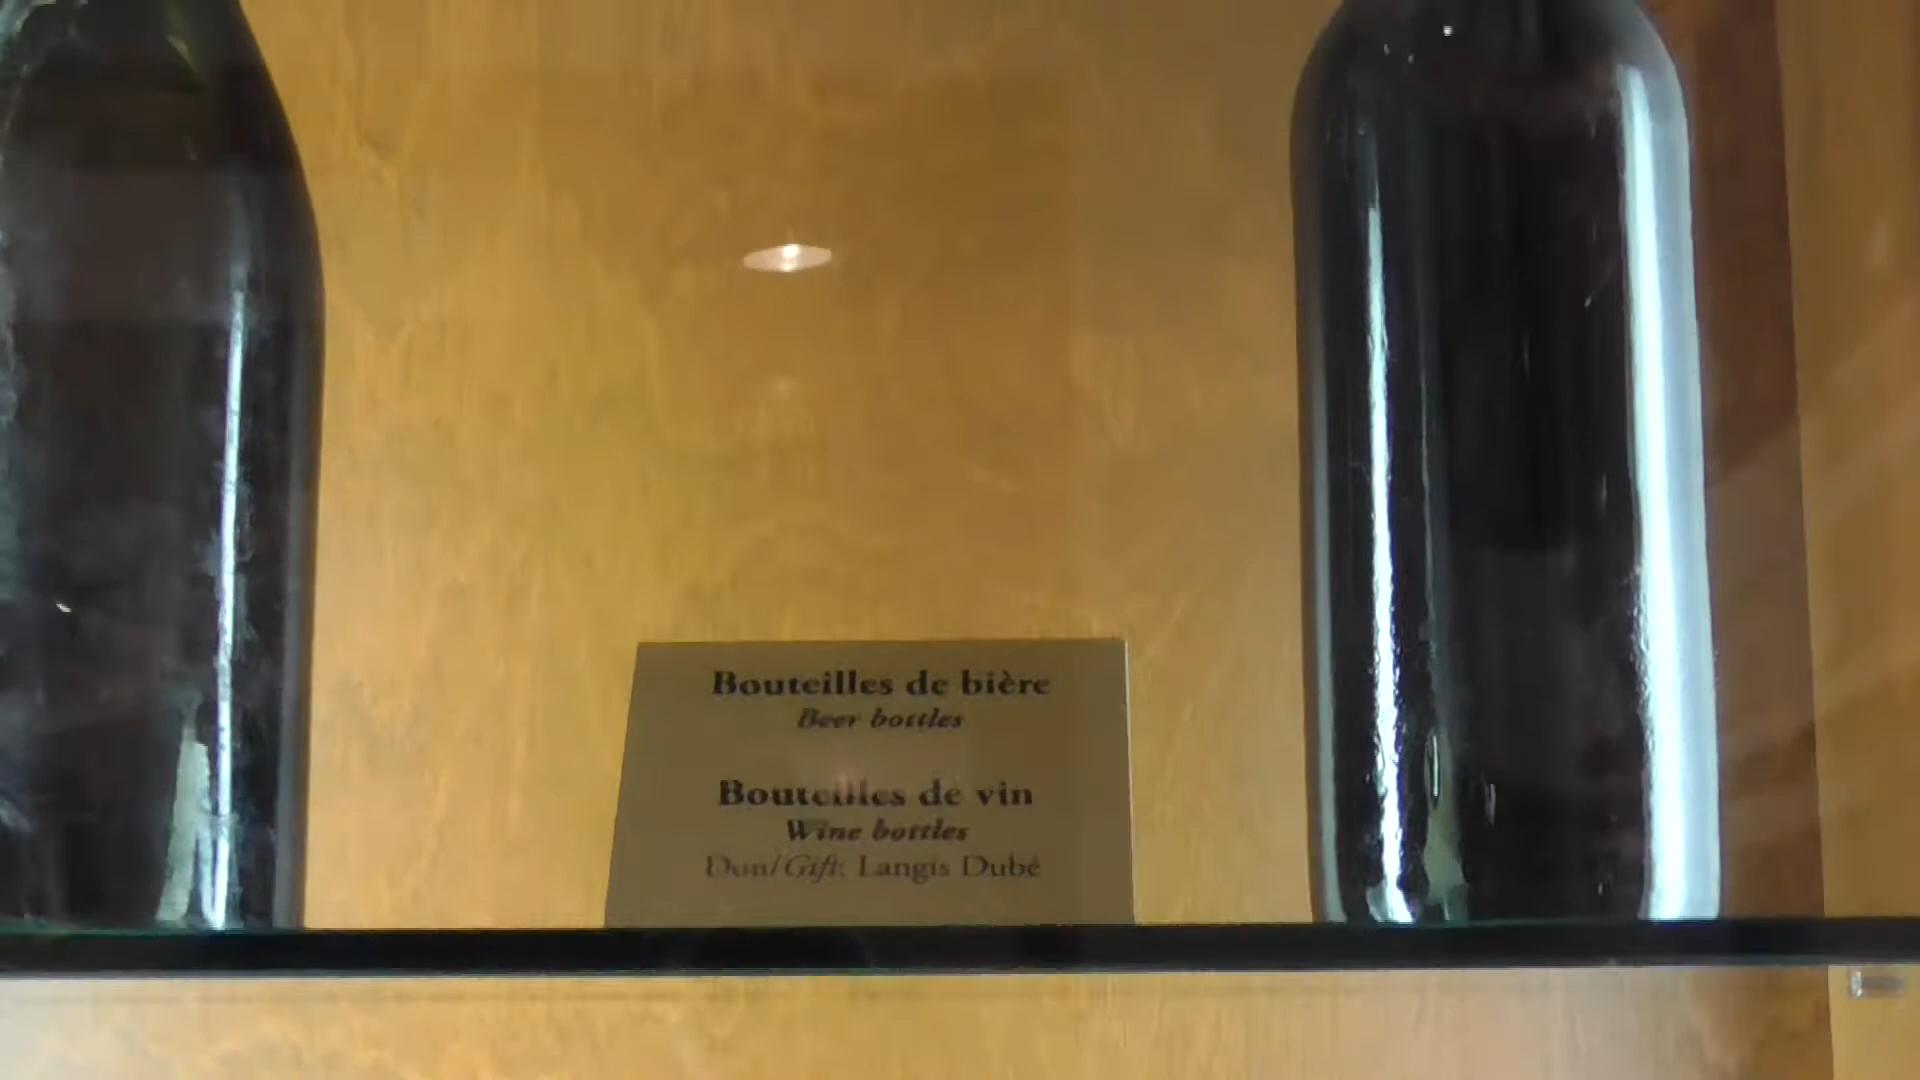 Bouteilles de bière
Beer bottles
Bouteilles de vin
Wine bottles
Don/Gift: Langis Dubé